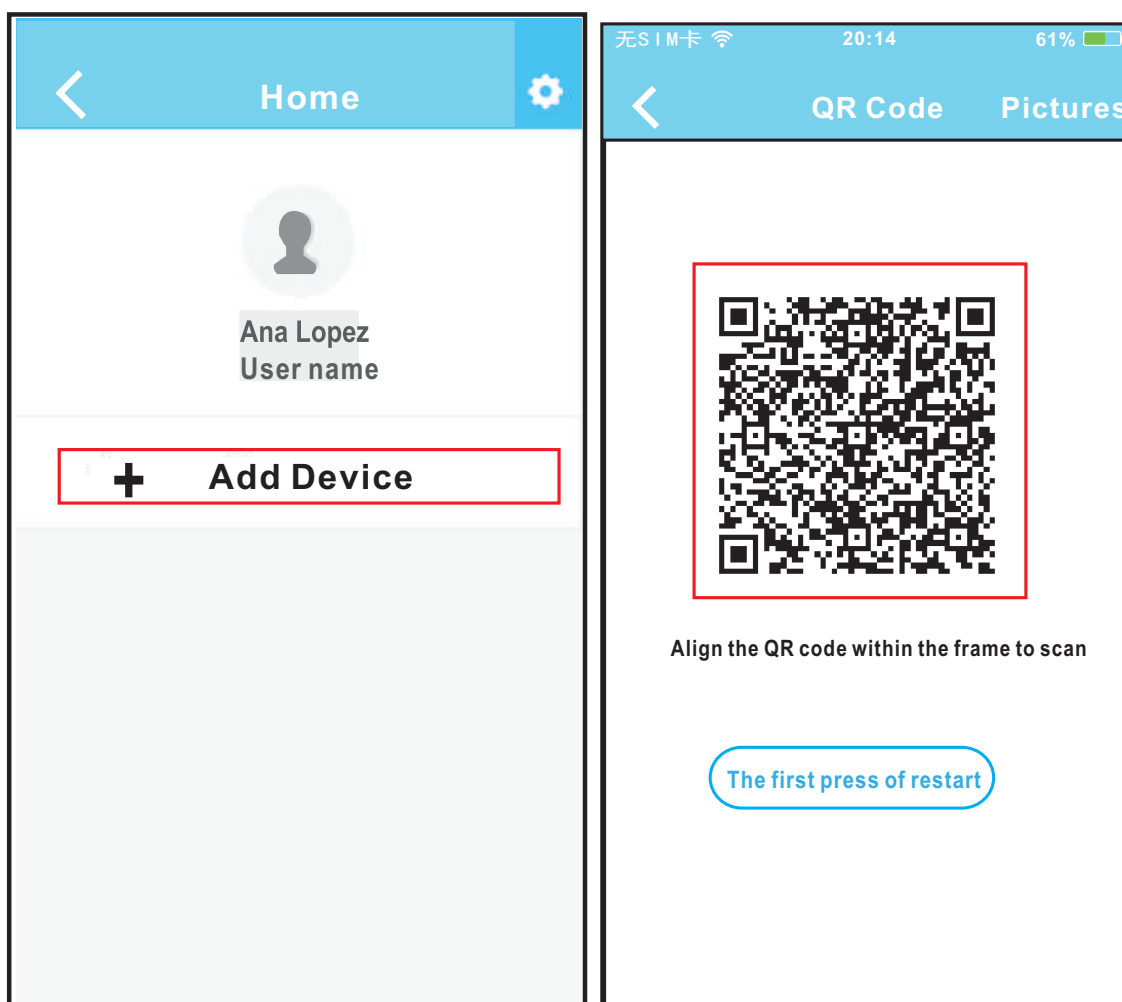 Home
Ana Lopez
User name
+ Add Device
无SIM卡 20:14 61%
QR Code Pictures
Align the QR code within the frame to scan
The first press of restart